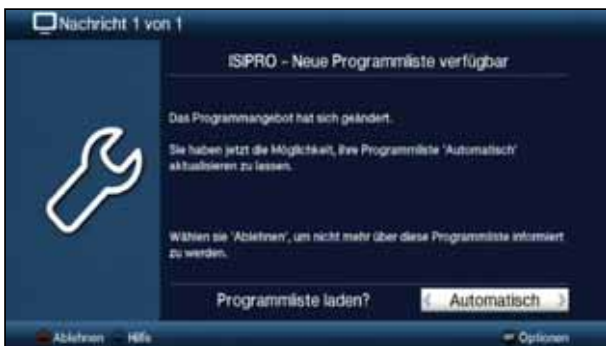 Nachricht 1 von 1
ISIPRO - Neue Programmliste verfügbar
Das Programmangebot hat sich geändert.
Sie haben jetzt die Möglichkeit, Ihre Programmliste 'Automatisch'
aktualisieren zu lassen.
Wählen sie 'Ablehnen', um nicht mehr über diese Programmliste informiert
zu werden.
Programmliste laden? Automatisch
Ablehnen Hilfe Optionen